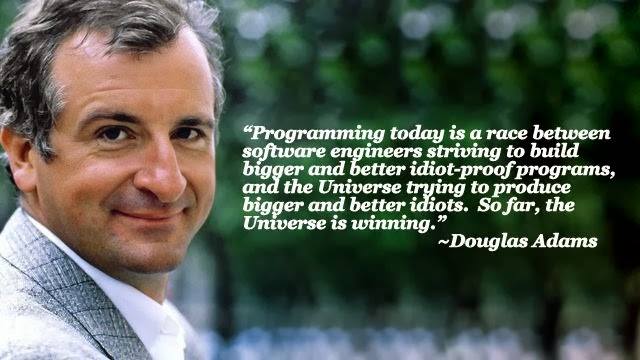 “Programming today is a race between
software engineers striving to build
bigger and better idiot-proof programs,
and the Universe trying to produce
bigger and better idiots.  So far, the
Universe is winning.”
~Douglas Adams